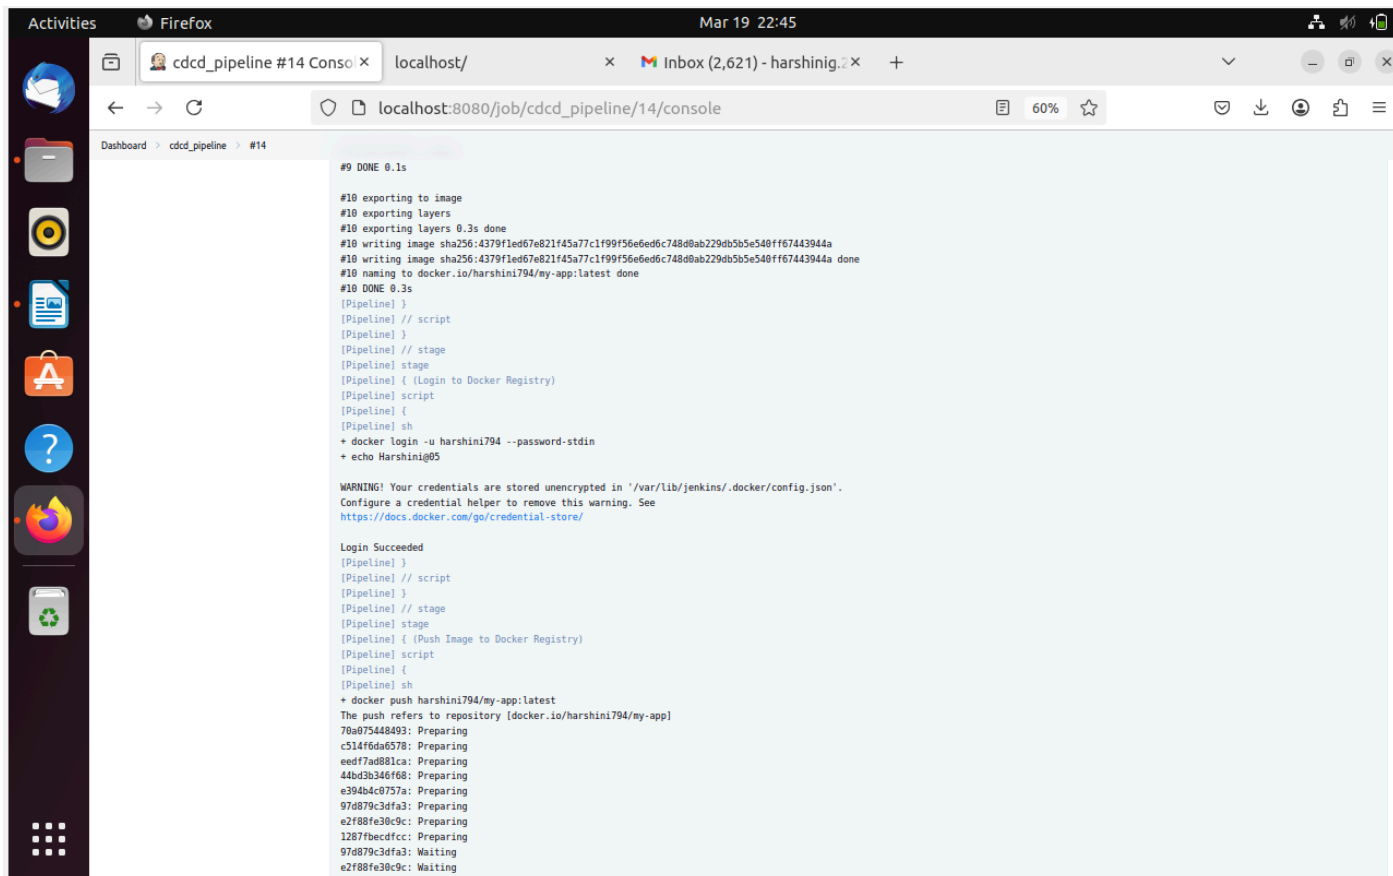 Activities
Firefox
Mar 19 22:45
cdcd_pipeline #14 Consol
localhost/
Inbox (2,621) - harshinig.2
localhost:8080/job/cdcd_pipeline/14/console
60%
Dashboard > cdcd_pipeline > #14
#9 DONE 0.1s
#10 exporting to image
#10 exporting layers
#10 exporting layers 0.3s done
#10 writing image sha256:4379f1ed67e821f45a77c1f99f56e6ed6c748d0ab229db5b5e540ff67443944a
#10 writing image sha256:4379f1ed67e821f45a77c1f99f56e6ed6c748d0ab229db5b5e540ff67443944a done
#10 naming to docker.io/harshini794/my-app:latest done
#10 DONE 0.3s
[Pipeline] }
[Pipeline] // script
[Pipeline] }
[Pipeline] // stage
[Pipeline] stage
[Pipeline] { (Login to Docker Registry)
[Pipeline] script
[Pipeline] {
[Pipeline] sh
+ docker login -u harshini794 --password-stdin
+ echo Harshini@05
WARNING! Your credentials are stored unencrypted in '/var/lib/jenkins/.docker/config.json'.
Configure a credential helper to remove this warning. See
https://docs.docker.com/go/credential-store/
Login Succeeded
[Pipeline] }
[Pipeline] // script
[Pipeline] }
[Pipeline] // stage
[Pipeline] stage
[Pipeline] { (Push Image to Docker Registry)
[Pipeline] script
[Pipeline] {
[Pipeline] sh
+ docker push harshini794/my-app:latest
The push refers to repository [docker.io/harshini794/my-app]
70a075448493: Preparing
c514f6da6578: Preparing
eedf7ad881ca: Preparing
44bd3b346f68: Preparing
e394b4c0757a: Preparing
97d879c3dfa3: Preparing
e2f88fe30c9c: Preparing
1287fbecdfcc: Preparing
97d879c3dfa3: Waiting
e2f88fe30c9c: Waiting